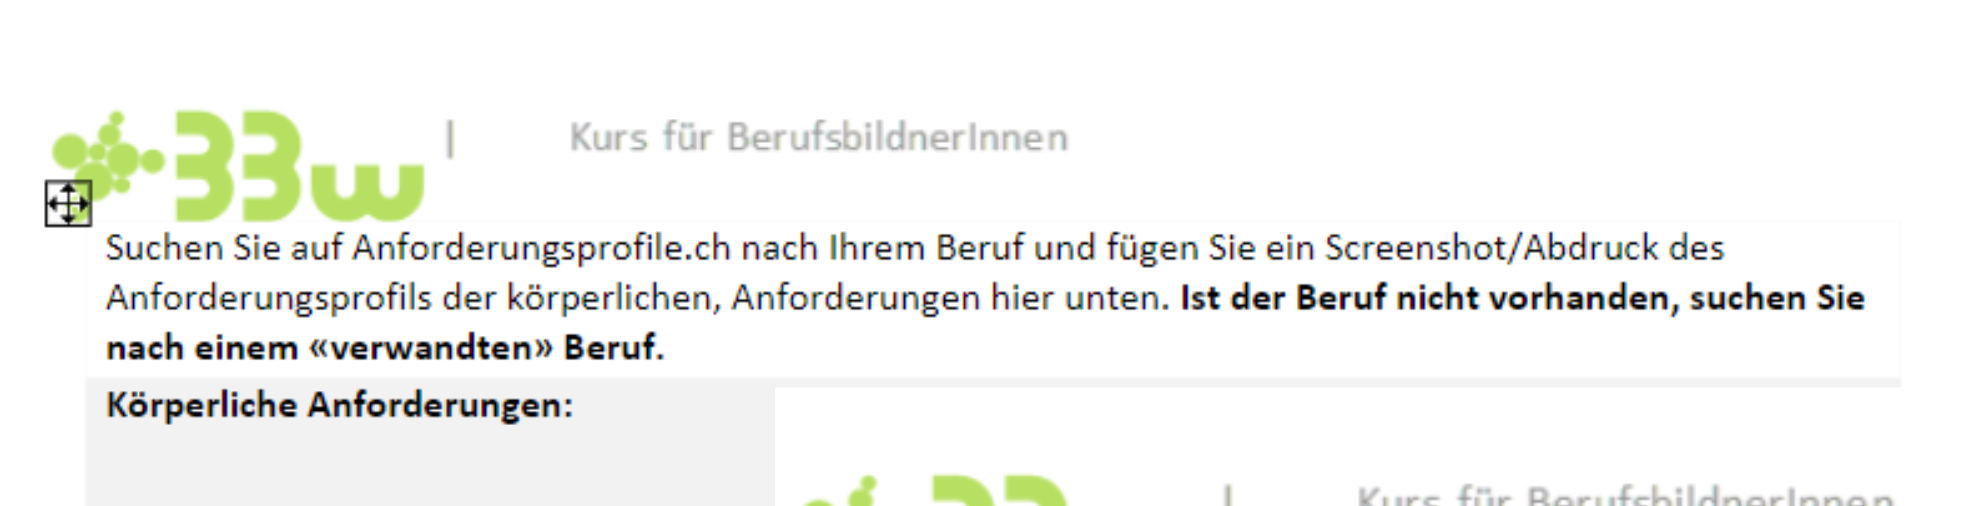 33w | Kurs für BerufsbildnerInnen
Suchen Sie auf Anforderungsprofile.ch nach Ihrem Beruf und fügen Sie ein Screenshot/Abdruck des
Anforderungsprofils der körperlichen, Anforderungen hier unten. Ist der Beruf nicht vorhanden, suchen Sie
nach einem «verwandten» Beruf.
Körperliche Anforderungen:
33 | Kurs für BerufsbildnerInnen